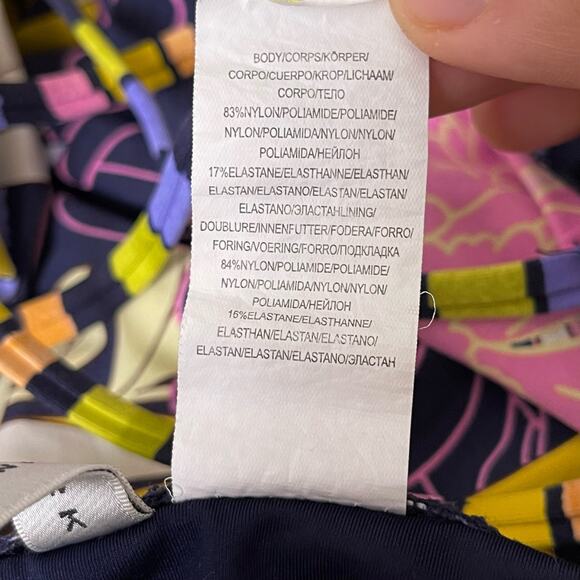 BODY/CORPS/KÖRPER/
CORPO/CUERPO/KROP/LICHAAM/
CORPO/ТЕЛО
83%NYLON/POLIAMIDE/POLIAMIDE/
NYLON/POLIAMIDA/NYLON/NYLON/
POLIAMIDA/НЕЙЛОН
17%ELASTANE/ELASTHANNE/ELASTHAN/
ELASTAN/ELASTANO/ELASTAN/ELASTAN/
ELASTANO/ЭЛАСТАНLINING/
DOUBLURE/INNENFUTTER/FODERA/FORRO/
FORING/VOERING/FORRO/ПОДКЛАДКА
84%NYLON/POLIAMIDE/POLIAMIDE/
NYLON/POLIAMIDA/NYLON/NYLON/
POLIAMIDA/НЕЙЛОН
16%ELASTANE/ELASTHANNE/
ELASTHAN/ELASTAN/ELASTANO/
ELASTAN/ELASTAN/ELASTANO/ЭЛАСТАН